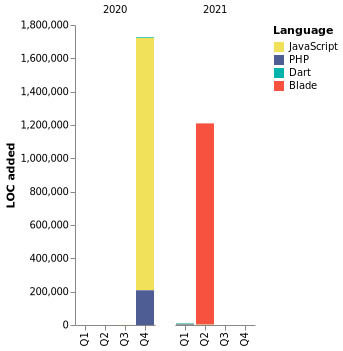 2020 2021
LOC added
1,800,000
1,600,000
1,400,000
1,200,000
1,000,000
800,000
600,000
400,000
200,000
0
Q1 Q2 Q3 Q4 Q1 Q2 Q3 Q4
Language
JavaScript
PHP
Dart
Blade